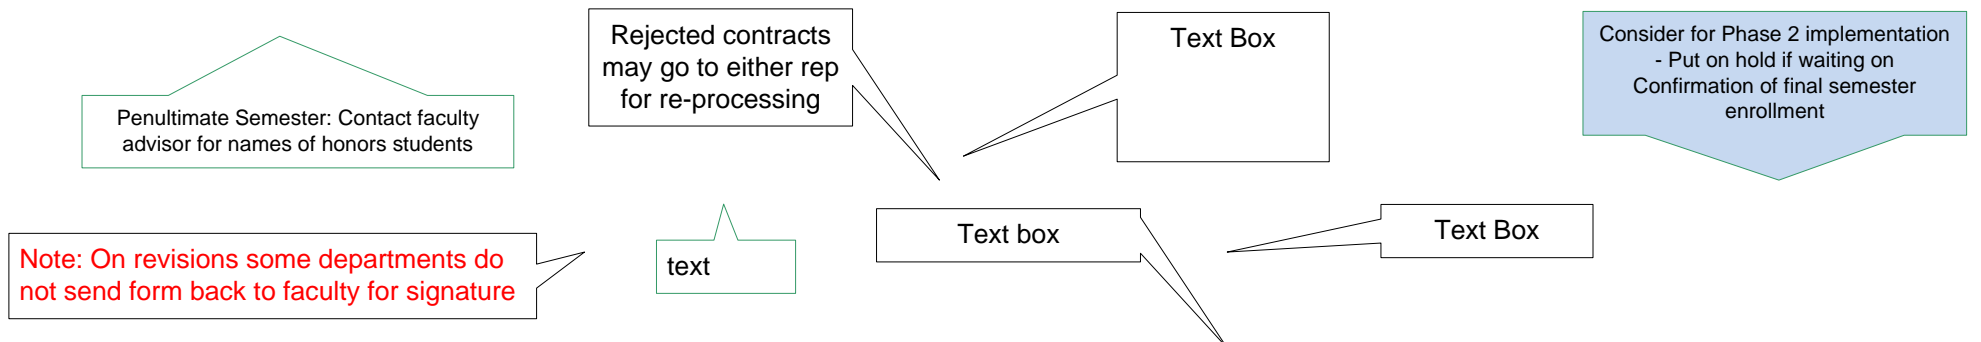 Penultimate Semester: Contact faculty
advisor for names of honors students
Rejected contracts
may go to either rep
for re-processing
Text Box
Consider for Phase 2 implementation
- Put on hold if waiting on
Confirmation of final semester
enrollment
Note: On revisions some departments do
not send form back to faculty for signature
text
Text box
Text Box